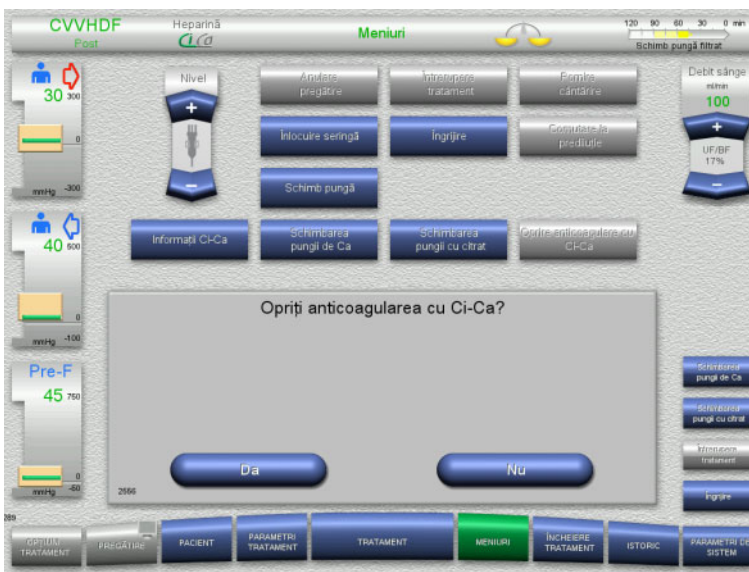 CVVHDF
Post
Heparină
Ci Ca
Meniuri
120 90 60 30 0 min
Schimb pungă filtrat
30
300
0
mmHg -300
Nivel
+
−
Anulare pregătire
Întrerupere tratament
Pornire cântărire
Debit sânge
ml/min
100
+
UF/BF
17%
−
Înlocuire seringă
Îngrijire
Comutare la prediluție
Schimb pungă
40
500
0
mmHg -100
Informații Ci-Ca
Schimbarea pungii de Ca
Schimbarea pungii cu citrat
Oprire anticoagulare cu Ci-Ca
Opriți anticoagularea cu Ci-Ca?
Pre-F
45
750
0
mmHg -50
Da
Nu
2556
Schimbarea pungii de Ca
Schimbarea pungii cu citrat
Întrerupere tratament
Îngrijire
PREGĂTIRE
PACIENT
PARAMETRI TRATAMENT
TRATAMENT
MENIURI
ÎNCHEIERE TRATAMENT
ISTORIC
PARAMETRI DE SISTEM